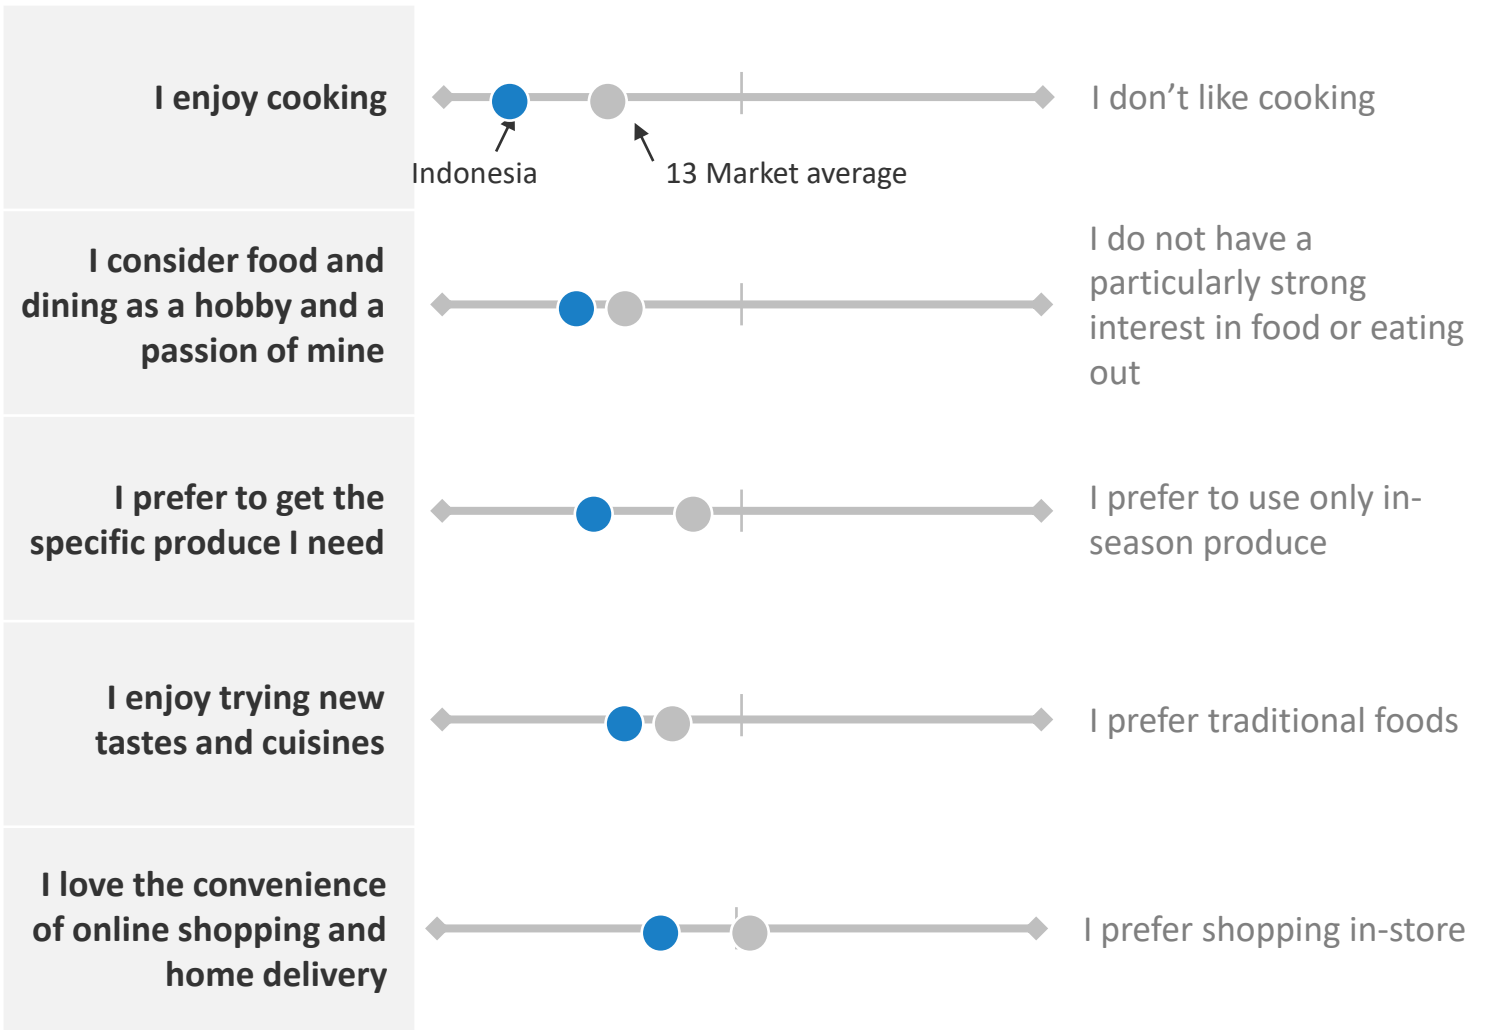 I enjoy cooking
I don’t like cooking
Indonesia
13 Market average
I consider food and
dining as a hobby and a
passion of mine
I do not have a
particularly strong
interest in food or eating
out
I prefer to get the
specific produce I need
I prefer to use only in-
season produce
I enjoy trying new
tastes and cuisines
I prefer traditional foods
I love the convenience
of online shopping and
home delivery
I prefer shopping in-store